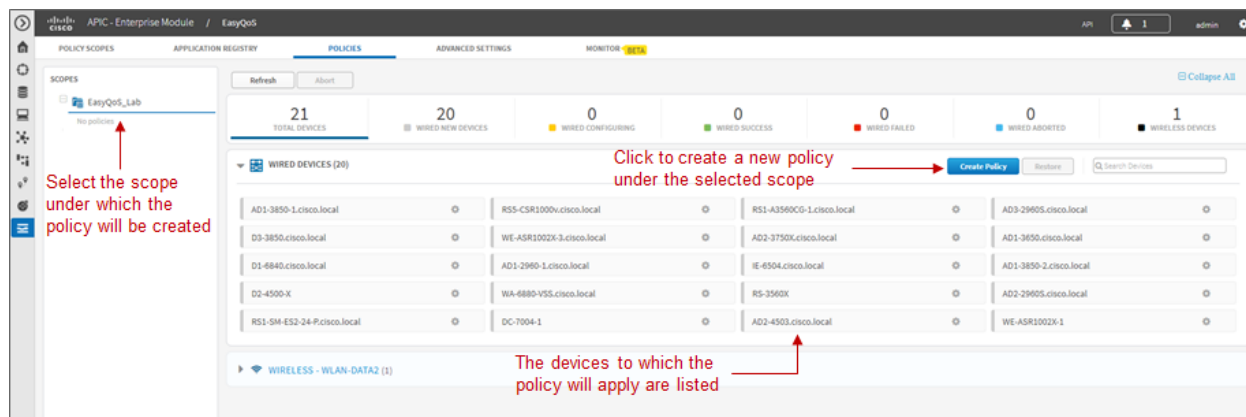 cisco APIC - Enterprise Module / EasyQoS API 1 admin
POLICY SCOPES APPLICATION REGISTRY POLICIES ADVANCED SETTINGS MONITOR BETA
SCOPES
EasyQoS_Lab
No policies
Select the scope
under which the
policy will be created
Refresh Abort Collapse All
21 20 0 0 0 0 1
TOTAL DEVICES WIRED NEW DEVICES WIRED CONFIGURING WIRED SUCCESS WIRED FAILED WIRED ABORTED WIRELESS DEVICES
WIRED DEVICES (20)
Click to create a new policy
under the selected scope
Create Policy Restore Search Devices
AD1-3850-1.cisco.local RS5-CSR1000v.cisco.local RS1-A3560CG-1.cisco.local AD3-2960S.cisco.local
D3-3850.cisco.local WE-ASR1002X-3.cisco.local AD2-3750X.cisco.local AD1-3650.cisco.local
D1-6840.cisco.local AD1-2960-1.cisco.local IE-6504.cisco.local AD1-3850-2.cisco.local
D2-4500-X WA-6880-VSS.cisco.local RS-3560X AD2-2960S.cisco.local
RS1-SM-ES2-24-P.cisco.local DC-7004-1 AD2-4503.cisco.local WE-ASR1002X-1
The devices to which the
policy will apply are listed
WIRELESS - WLAN-DATA2 (1)